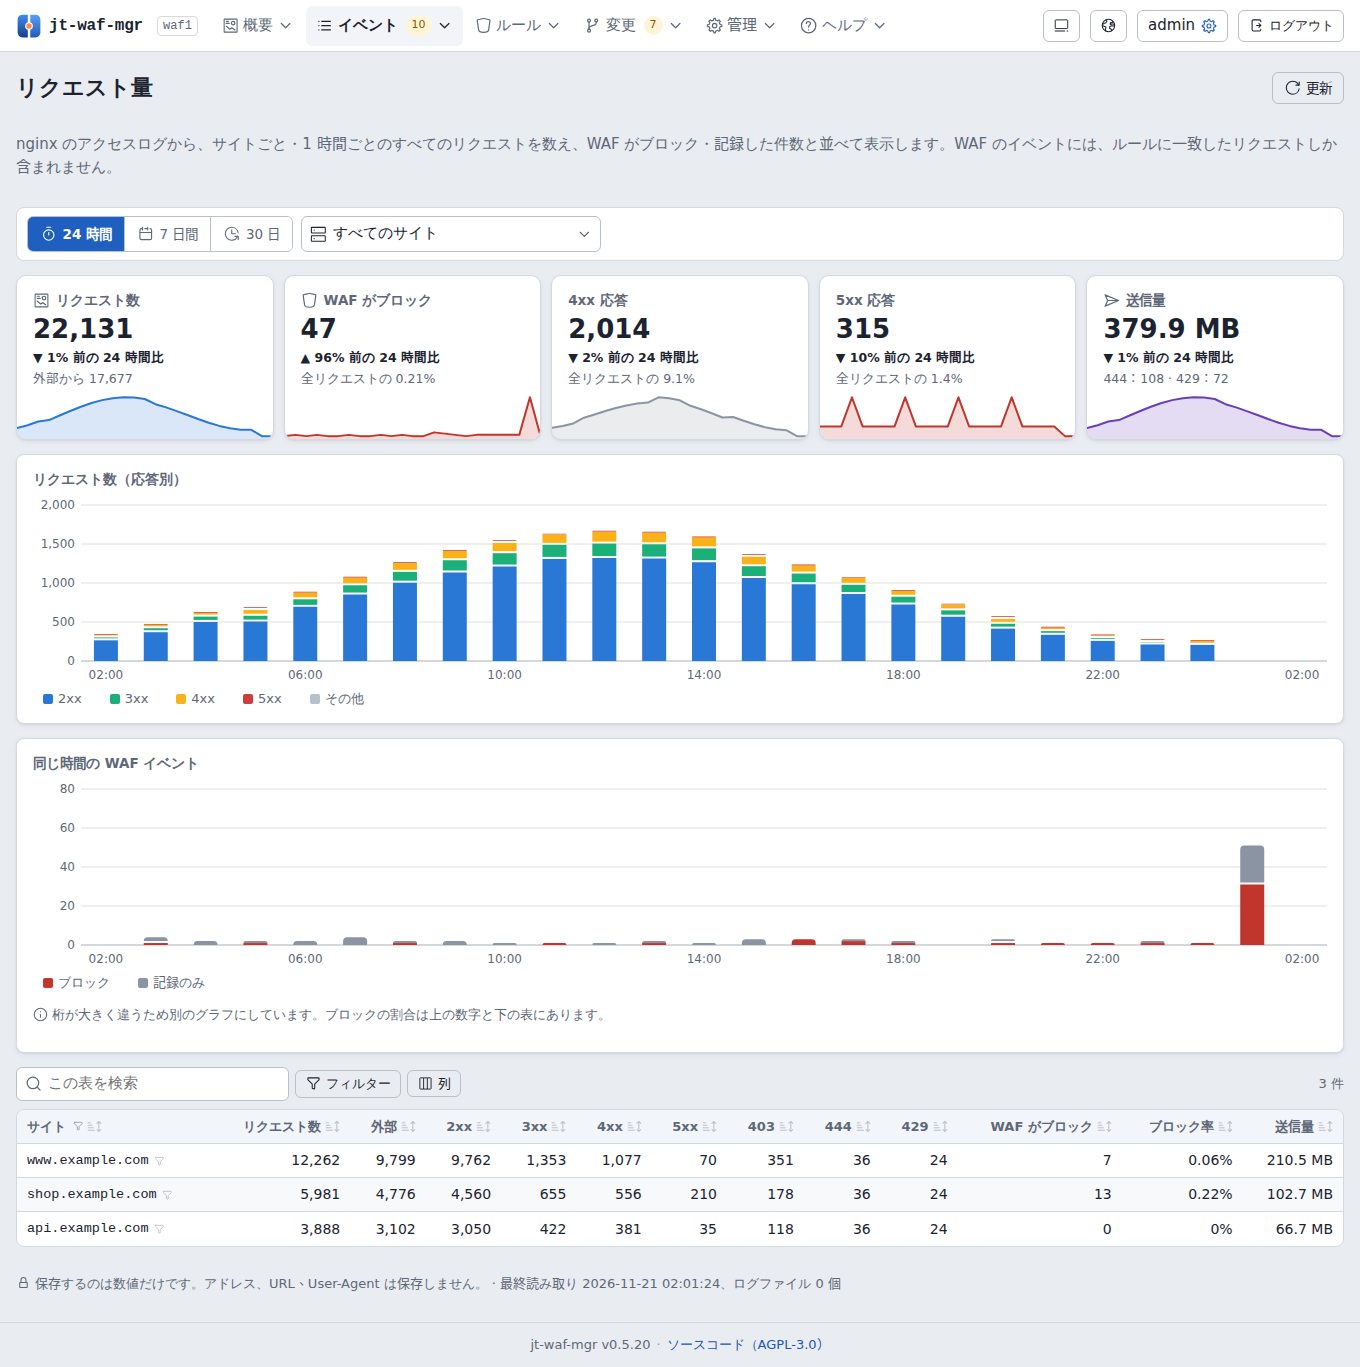 jt-waf-mgr waf1 概要 イベント 10 ルール 変更 7 管理 ヘルプ admin ログアウト
リクエスト量
更新
nginx のアクセスログから、サイトごと・1 時間ごとのすべてのリクエストを数え、WAF がブロック・記録した件数と並べて表示します。WAF のイベントには、ルールに一致したリクエストしか
含まれません。
24 時間 7 日間 30 日 すべてのサイト
リクエスト数
22,131
▼ 1% 前の 24 時間比
外部から 17,677
WAF がブロック
47
▲ 96% 前の 24 時間比
全リクエストの 0.21%
4xx 応答
2,014
▼ 2% 前の 24 時間比
全リクエストの 9.1%
5xx 応答
315
▼ 10% 前の 24 時間比
全リクエストの 1.4%
送信量
379.9 MB
▼ 1% 前の 24 時間比
444：108 · 429：72
リクエスト数（応答別）
2,000
1,500
1,000
500
0
02:00 06:00 10:00 14:00 18:00 22:00 02:00
2xx 3xx 4xx 5xx その他
同じ時間の WAF イベント
80
60
40
20
0
02:00 06:00 10:00 14:00 18:00 22:00 02:00
ブロック 記録のみ
桁が大きく違うため別のグラフにしています。ブロックの割合は上の数字と下の表にあります。
この表を検索 フィルター 列 3 件
サイト リクエスト数 外部 2xx 3xx 4xx 5xx 403 444 429 WAF がブロック ブロック率 送信量
www.example.com 12,262 9,799 9,762 1,353 1,077 70 351 36 24 7 0.06% 210.5 MB
shop.example.com 5,981 4,776 4,560 655 556 210 178 36 24 13 0.22% 102.7 MB
api.example.com 3,888 3,102 3,050 422 381 35 118 36 24 0 0% 66.7 MB
保存するのは数値だけです。アドレス、URL、User-Agent は保存しません。 · 最終読み取り 2026-11-21 02:01:24、ログファイル 0 個
jt-waf-mgr v0.5.20 · ソースコード（AGPL-3.0）